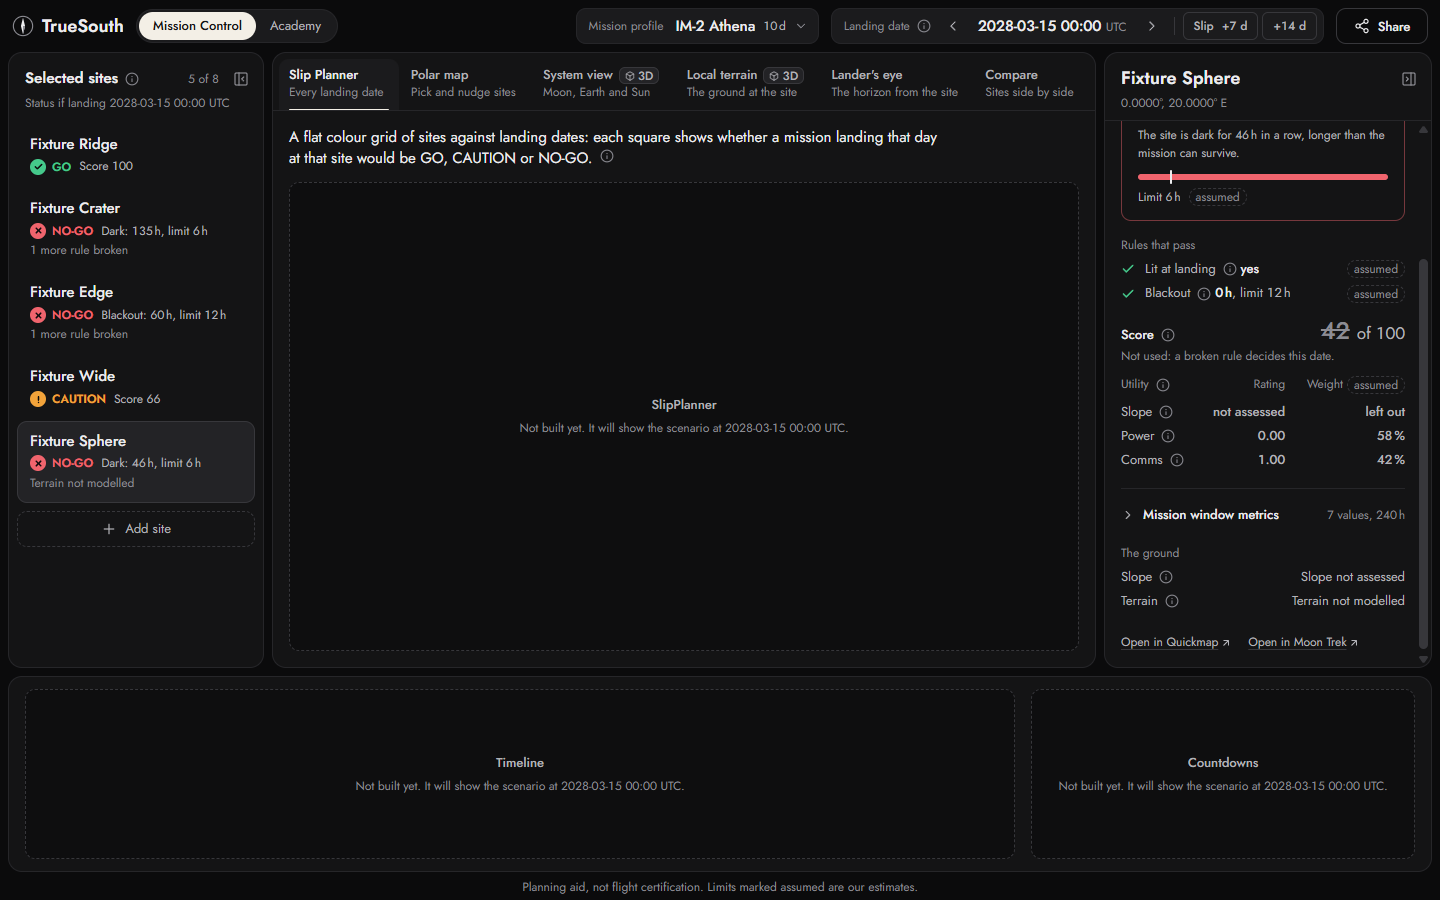 TrueSouth
Mission Control
Academy
Mission profile IM-2 Athena 10 d
Landing date 2028-03-15 00:00 UTC
Slip +7 d
+14 d
Share
Selected sites 5 of 8
Status if landing 2028-03-15 00:00 UTC
Fixture Ridge
GO Score 100
Fixture Crater
NO-GO Dark: 135 h, limit 6 h
1 more rule broken
Fixture Edge
NO-GO Blackout: 60 h, limit 12 h
1 more rule broken
Fixture Wide
CAUTION Score 66
Fixture Sphere
NO-GO Dark: 46 h, limit 6 h
Terrain not modelled
Add site
Slip Planner
Every landing date
Polar map
Pick and nudge sites
System view 3D
Moon, Earth and Sun
Local terrain 3D
The ground at the site
Lander's eye
The horizon from the site
Compare
Sites side by side
A flat colour grid of sites against landing dates: each square shows whether a mission landing that day
at that site would be GO, CAUTION or NO-GO.
SlipPlanner
Not built yet. It will show the scenario at 2028-03-15 00:00 UTC.
Fixture Sphere
0.0000°, 20.0000° E
The site is dark for 46 h in a row, longer than the
mission can survive.
Limit 6 h assumed
Rules that pass
Lit at landing yes assumed
Blackout 0 h, limit 12 h assumed
Score 42 of 100
Not used: a broken rule decides this date.
Utility Rating Weight assumed
Slope not assessed left out
Power 0.00 58 %
Comms 1.00 42 %
Mission window metrics 7 values, 240 h
The ground
Slope Slope not assessed
Terrain Terrain not modelled
Open in Quickmap ↗ Open in Moon Trek ↗
Timeline
Not built yet. It will show the scenario at 2028-03-15 00:00 UTC.
Countdowns
Not built yet. It will show the scenario at 2028-03-15 00:00 UTC.
Planning aid, not flight certification. Limits marked assumed are our estimates.